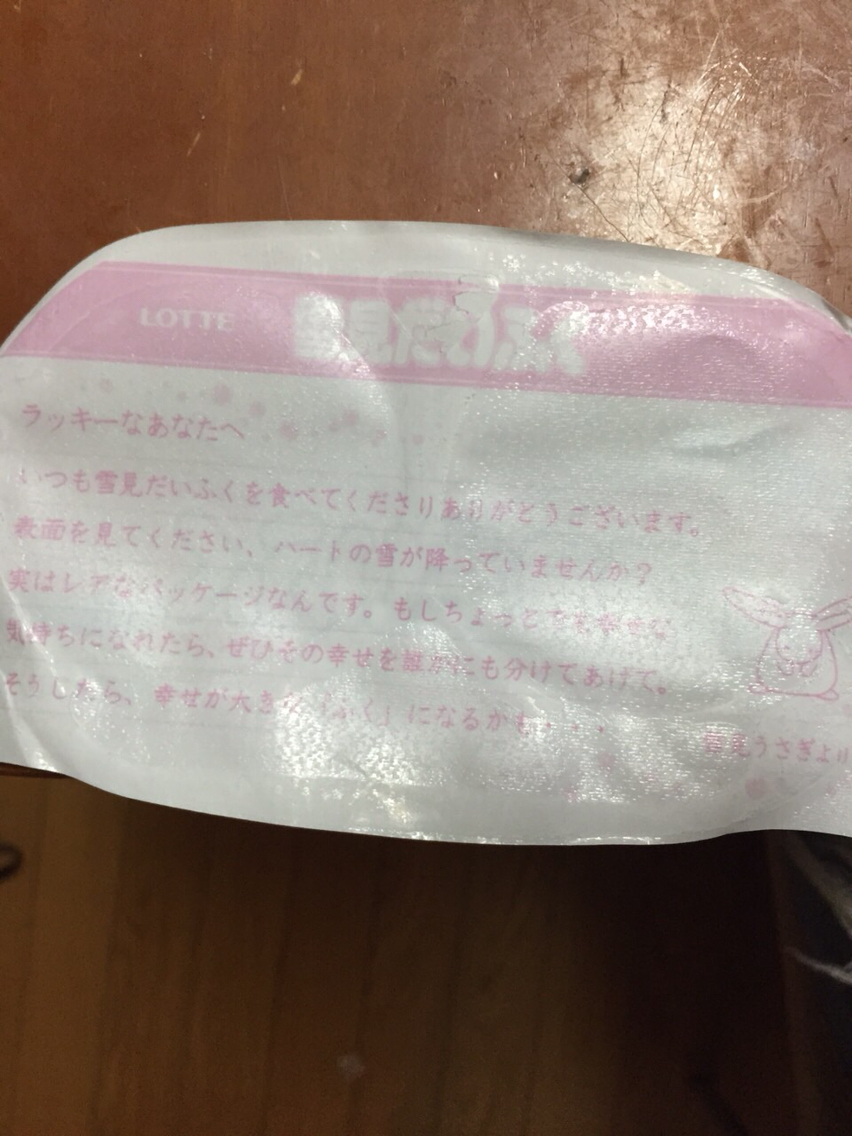 LOTTE 雪見だいふく
ラッキーなあなたへ
いつも雪見だいふくを食べてくださりありがとうございます。
表面を見てください、ハートの雪が降っていませんか?
実はレアなパッケージなんです。もしちょっとでも幸せな
気持ちになれたら、ぜひその幸せを誰かにも分けてあげて。
そうしたら、幸せが大きな「ふく」になるかも・・・
雪見うさぎより